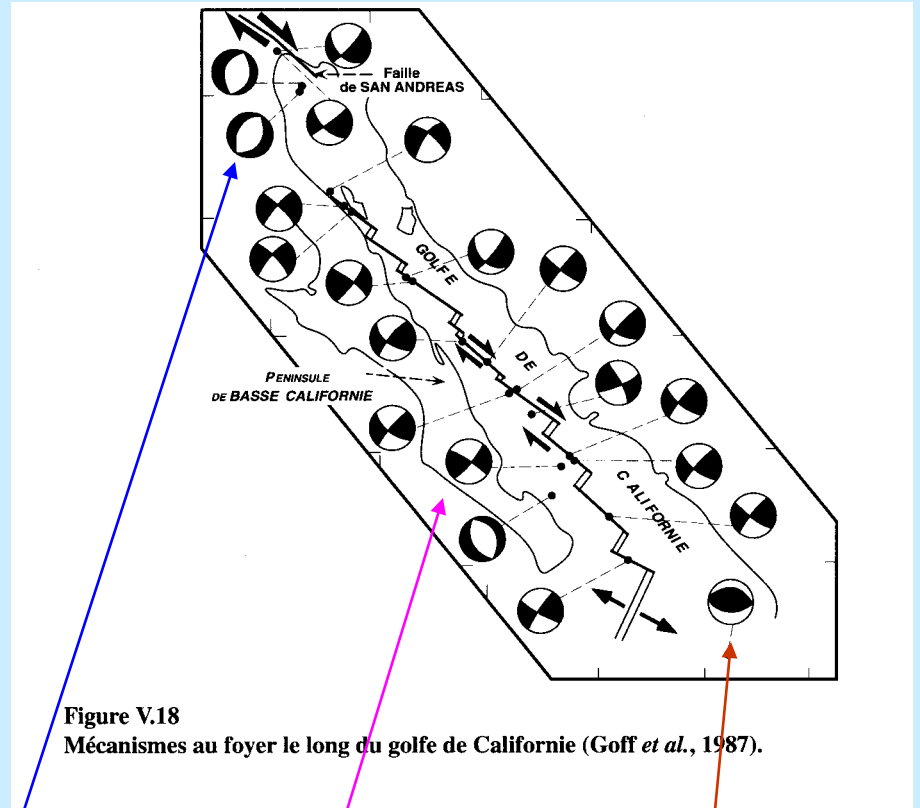 Faille
de SAN ANDREAS
GOLFE
DE
CALIFORNIE
PENINSULE
DE BASSE CALIFORNIE
Figure V.18
Mécanismes au foyer le long du golfe de Californie (Goff et al., 1987).